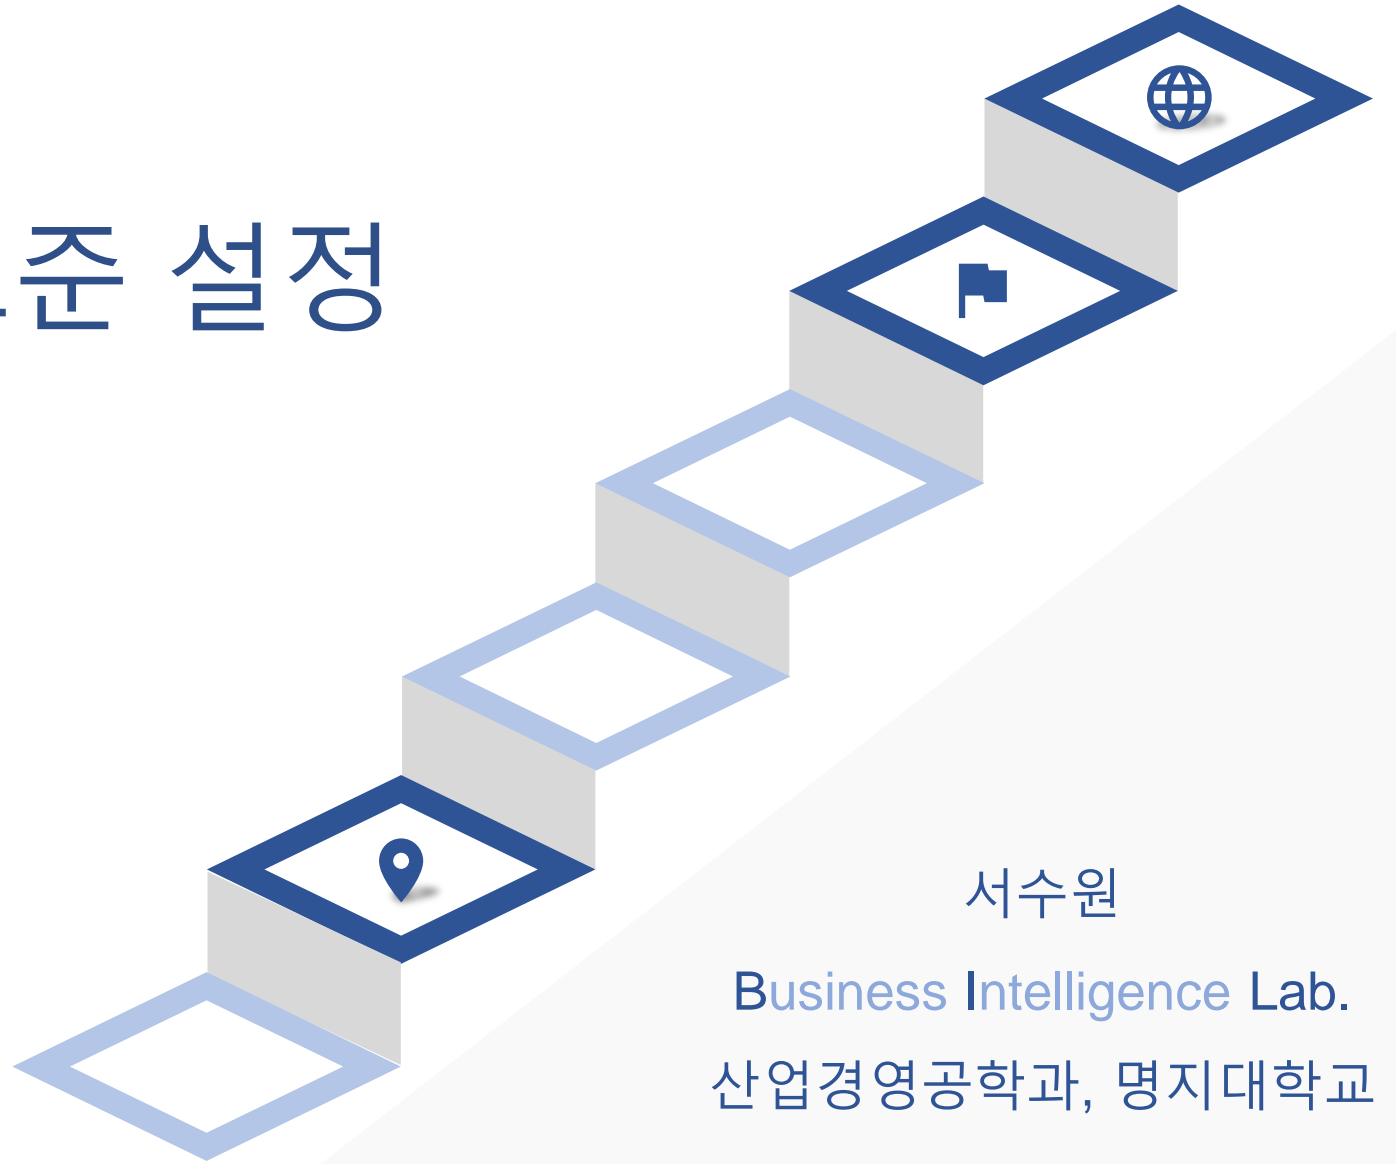 준 설정
서수원
Business Intelligence Lab.
산업경영공학과, 명지대학교